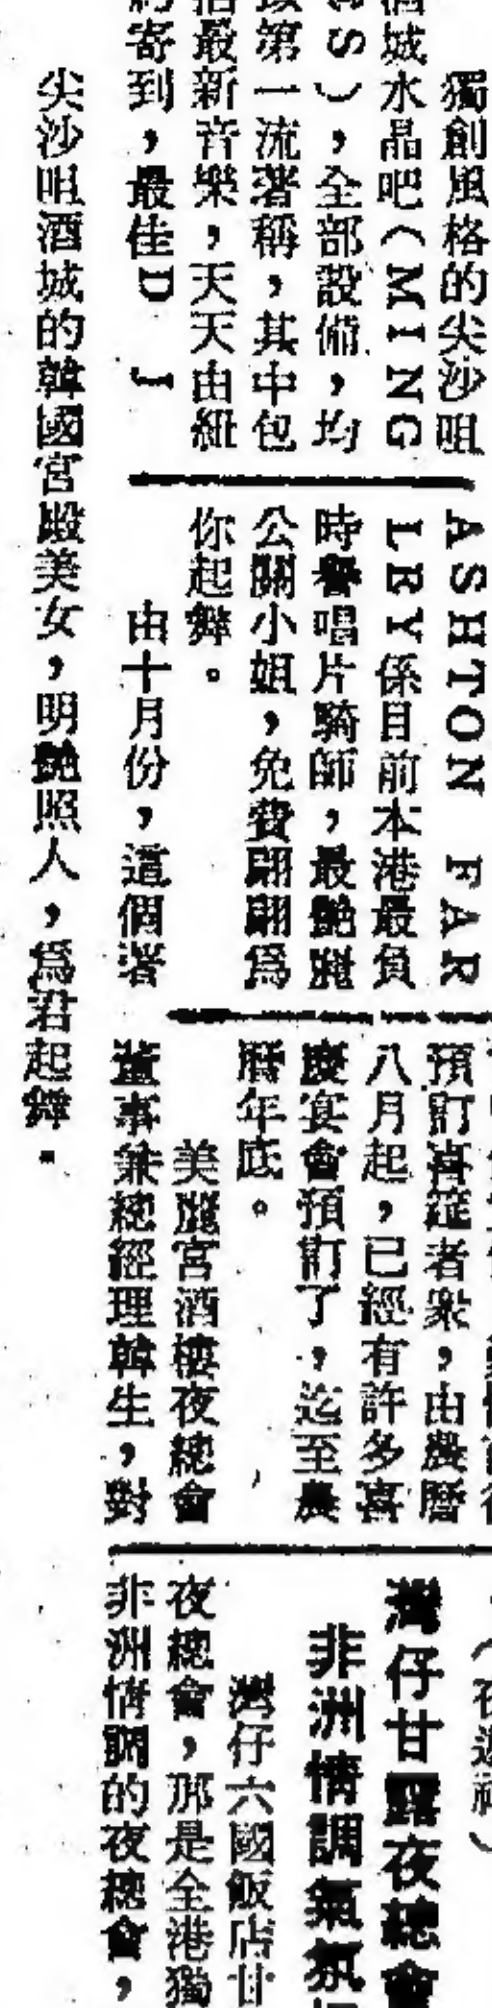 獨創風格的尖沙咀
酒城水晶吧（MING
S），全部設備，均
第一流著稱，其中包
括最新音樂，天天由紐
約寄到，最佳D J
ASHTON FAR
LRY係目前本港最負
時譽唱片騎師，最艷麗
公關小姐，免費翩翩爲
你起舞。
由十月份，這個著
預訂喜筵者衆，由農曆
八月起，已經有許多喜
慶宴會預訂了，迄至農
曆年底。
美麗宮酒樓夜總會
董事兼總經理韓生，對
（夜遊神）
灣仔甘露夜總會
非洲情調氣氛
灣仔六國飯店甘
夜總會，那是全港獨
非洲情調的夜總會，
尖沙咀酒城的韓國宮殿美女，明艷照人，爲君起舞。